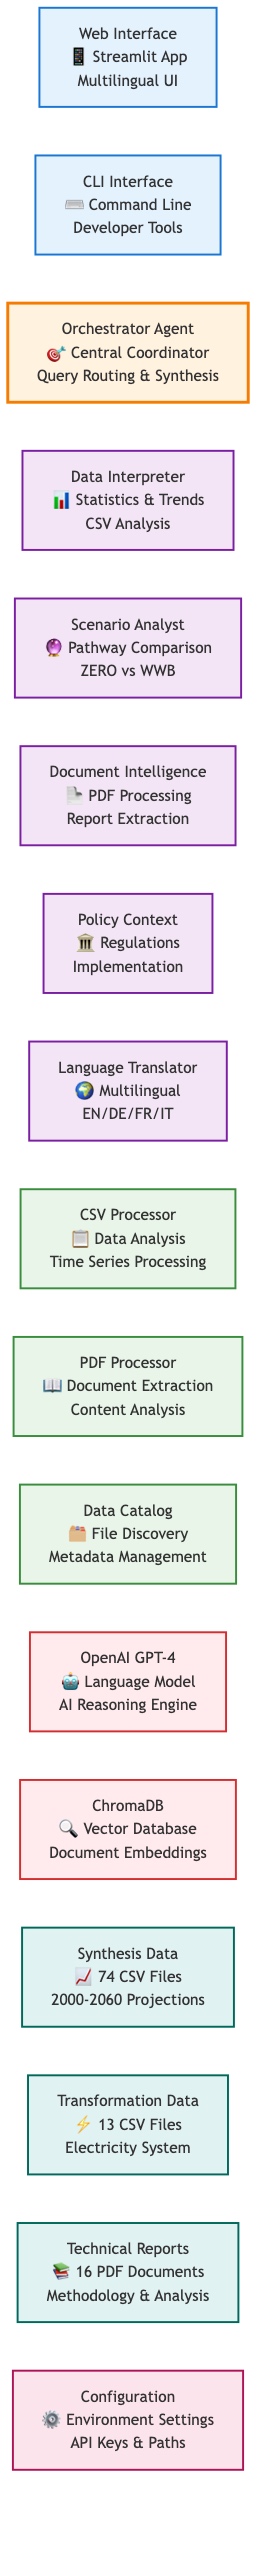 Web Interface
📱 Streamlit App
Multilingual UI
CLI Interface
⌨️ Command Line
Developer Tools
Orchestrator Agent
🎯 Central Coordinator
Query Routing & Synthesis
Data Interpreter
📊 Statistics & Trends
CSV Analysis
Scenario Analyst
🔮 Pathway Comparison
ZERO vs WWB
Document Intelligence
📑 PDF Processing
Report Extraction
Policy Context
🏛️ Regulations
Implementation
Language Translator
🌍 Multilingual
EN/DE/FR/IT
CSV Processor
📋 Data Analysis
Time Series Processing
PDF Processor
📖 Document Extraction
Content Analysis
Data Catalog
🗂️ File Discovery
Metadata Management
OpenAI GPT-4
🤖 Language Model
AI Reasoning Engine
ChromaDB
🔍 Vector Database
Document Embeddings
Synthesis Data
📈 74 CSV Files
2000-2060 Projections
Transformation Data
⚡ 13 CSV Files
Electricity System
Technical Reports
📚 16 PDF Documents
Methodology & Analysis
Configuration
⚙️ Environment Settings
API Keys & Paths